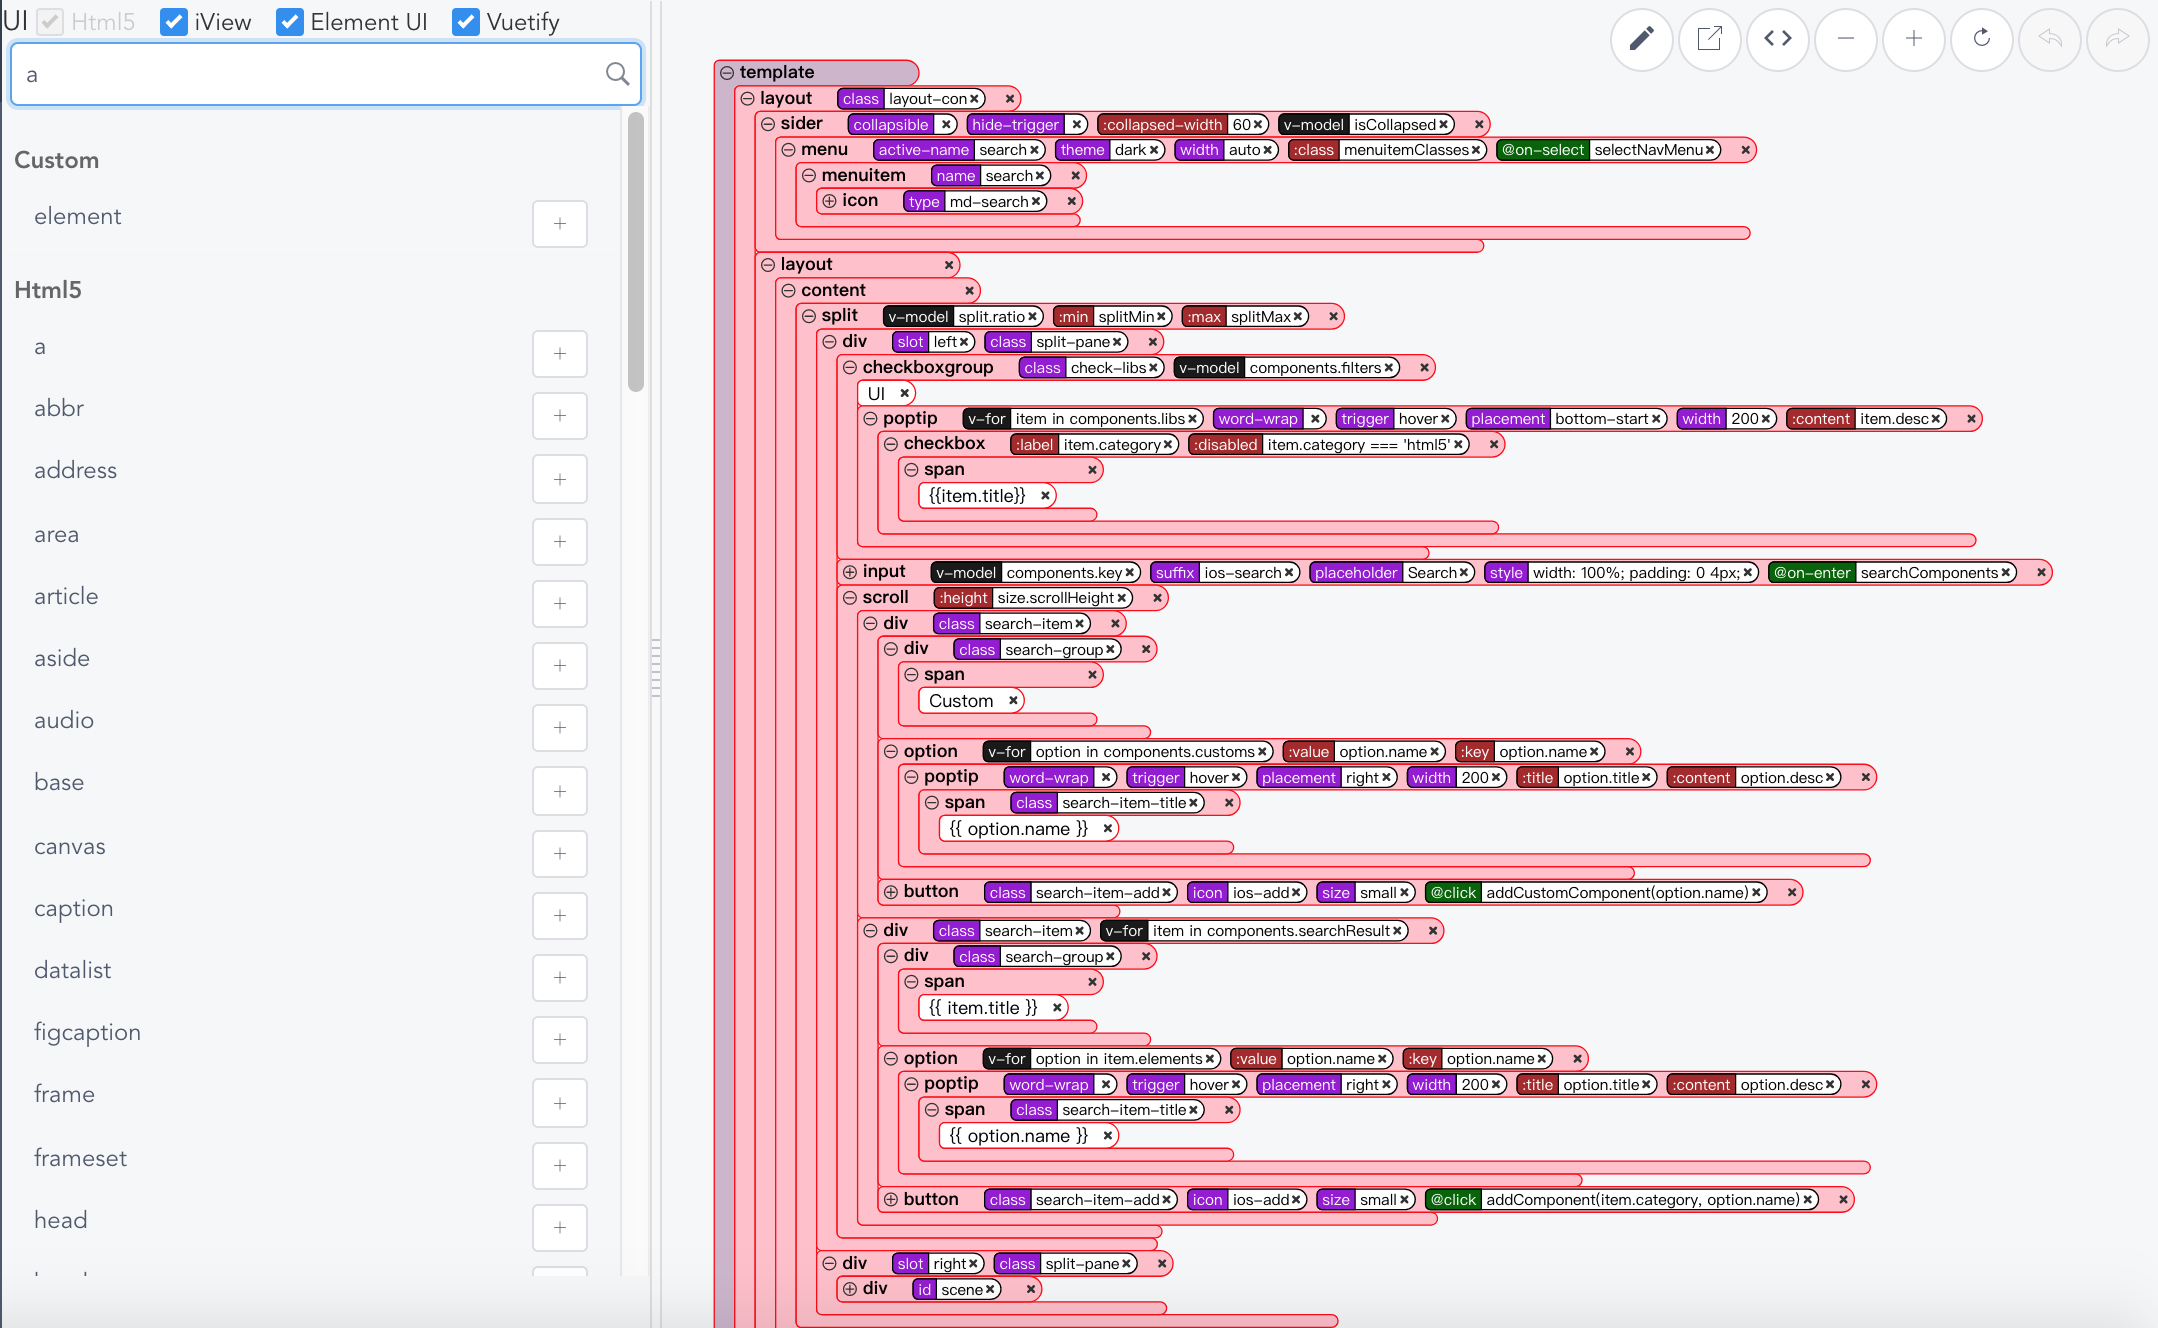 UI Html5 iView Element UI Vuetify
a
Custom
element
Html5
a
abbr
address
area
article
aside
audio
base
canvas
caption
datalist
figcaption
frame
frameset
head
template
layout class layout-con
sider collapsible hide-trigger :collapsed-width 60 v-model isCollapsed
menu active-name search theme dark width auto :class menuitemClasses @on-select selectNavMenu
menuitem name search
icon type md-search
layout
content
split v-model split.ratio :min splitMin :max splitMax
div slot left class split-pane
checkboxgroup class check-libs v-model components.filters
UI
poptip v-for item in components.libs word-wrap trigger hover placement bottom-start width 200 :content item.desc
checkbox :label item.category :disabled item.category === 'html5'
span
{{item.title}}
input v-model components.key suffix ios-search placeholder Search style width: 100%; padding: 0 4px; @on-enter searchComponents
scroll :height size.scrollHeight
div class search-item
div class search-group
span
Custom
option v-for option in components.customs :value option.name :key option.name
poptip word-wrap trigger hover placement right width 200 :title option.title :content option.desc
span class search-item-title
{{ option.name }}
button class search-item-add icon ios-add size small @click addCustomComponent(option.name)
div class search-item v-for item in components.searchResult
div class search-group
span
{{ item.title }}
option v-for option in item.elements :value option.name :key option.name
poptip word-wrap trigger hover placement right width 200 :title option.title :content option.desc
span class search-item-title
{{ option.name }}
button class search-item-add icon ios-add size small @click addComponent(item.category, option.name)
div slot right class split-pane
div id scene